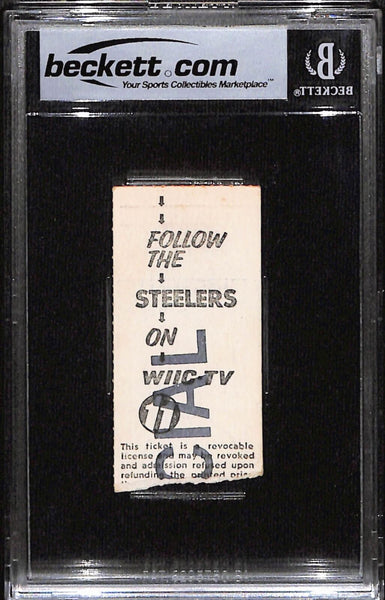 beckett.com
Your Sports Collectibles Marketplace™
B
BECKETT®
FOLLOW
THE
STEELERS
ON
WIIC-TV
11
CIAL
This ticket is a revocable
license and may be revoked
and admission refused upon
refunding the printed price